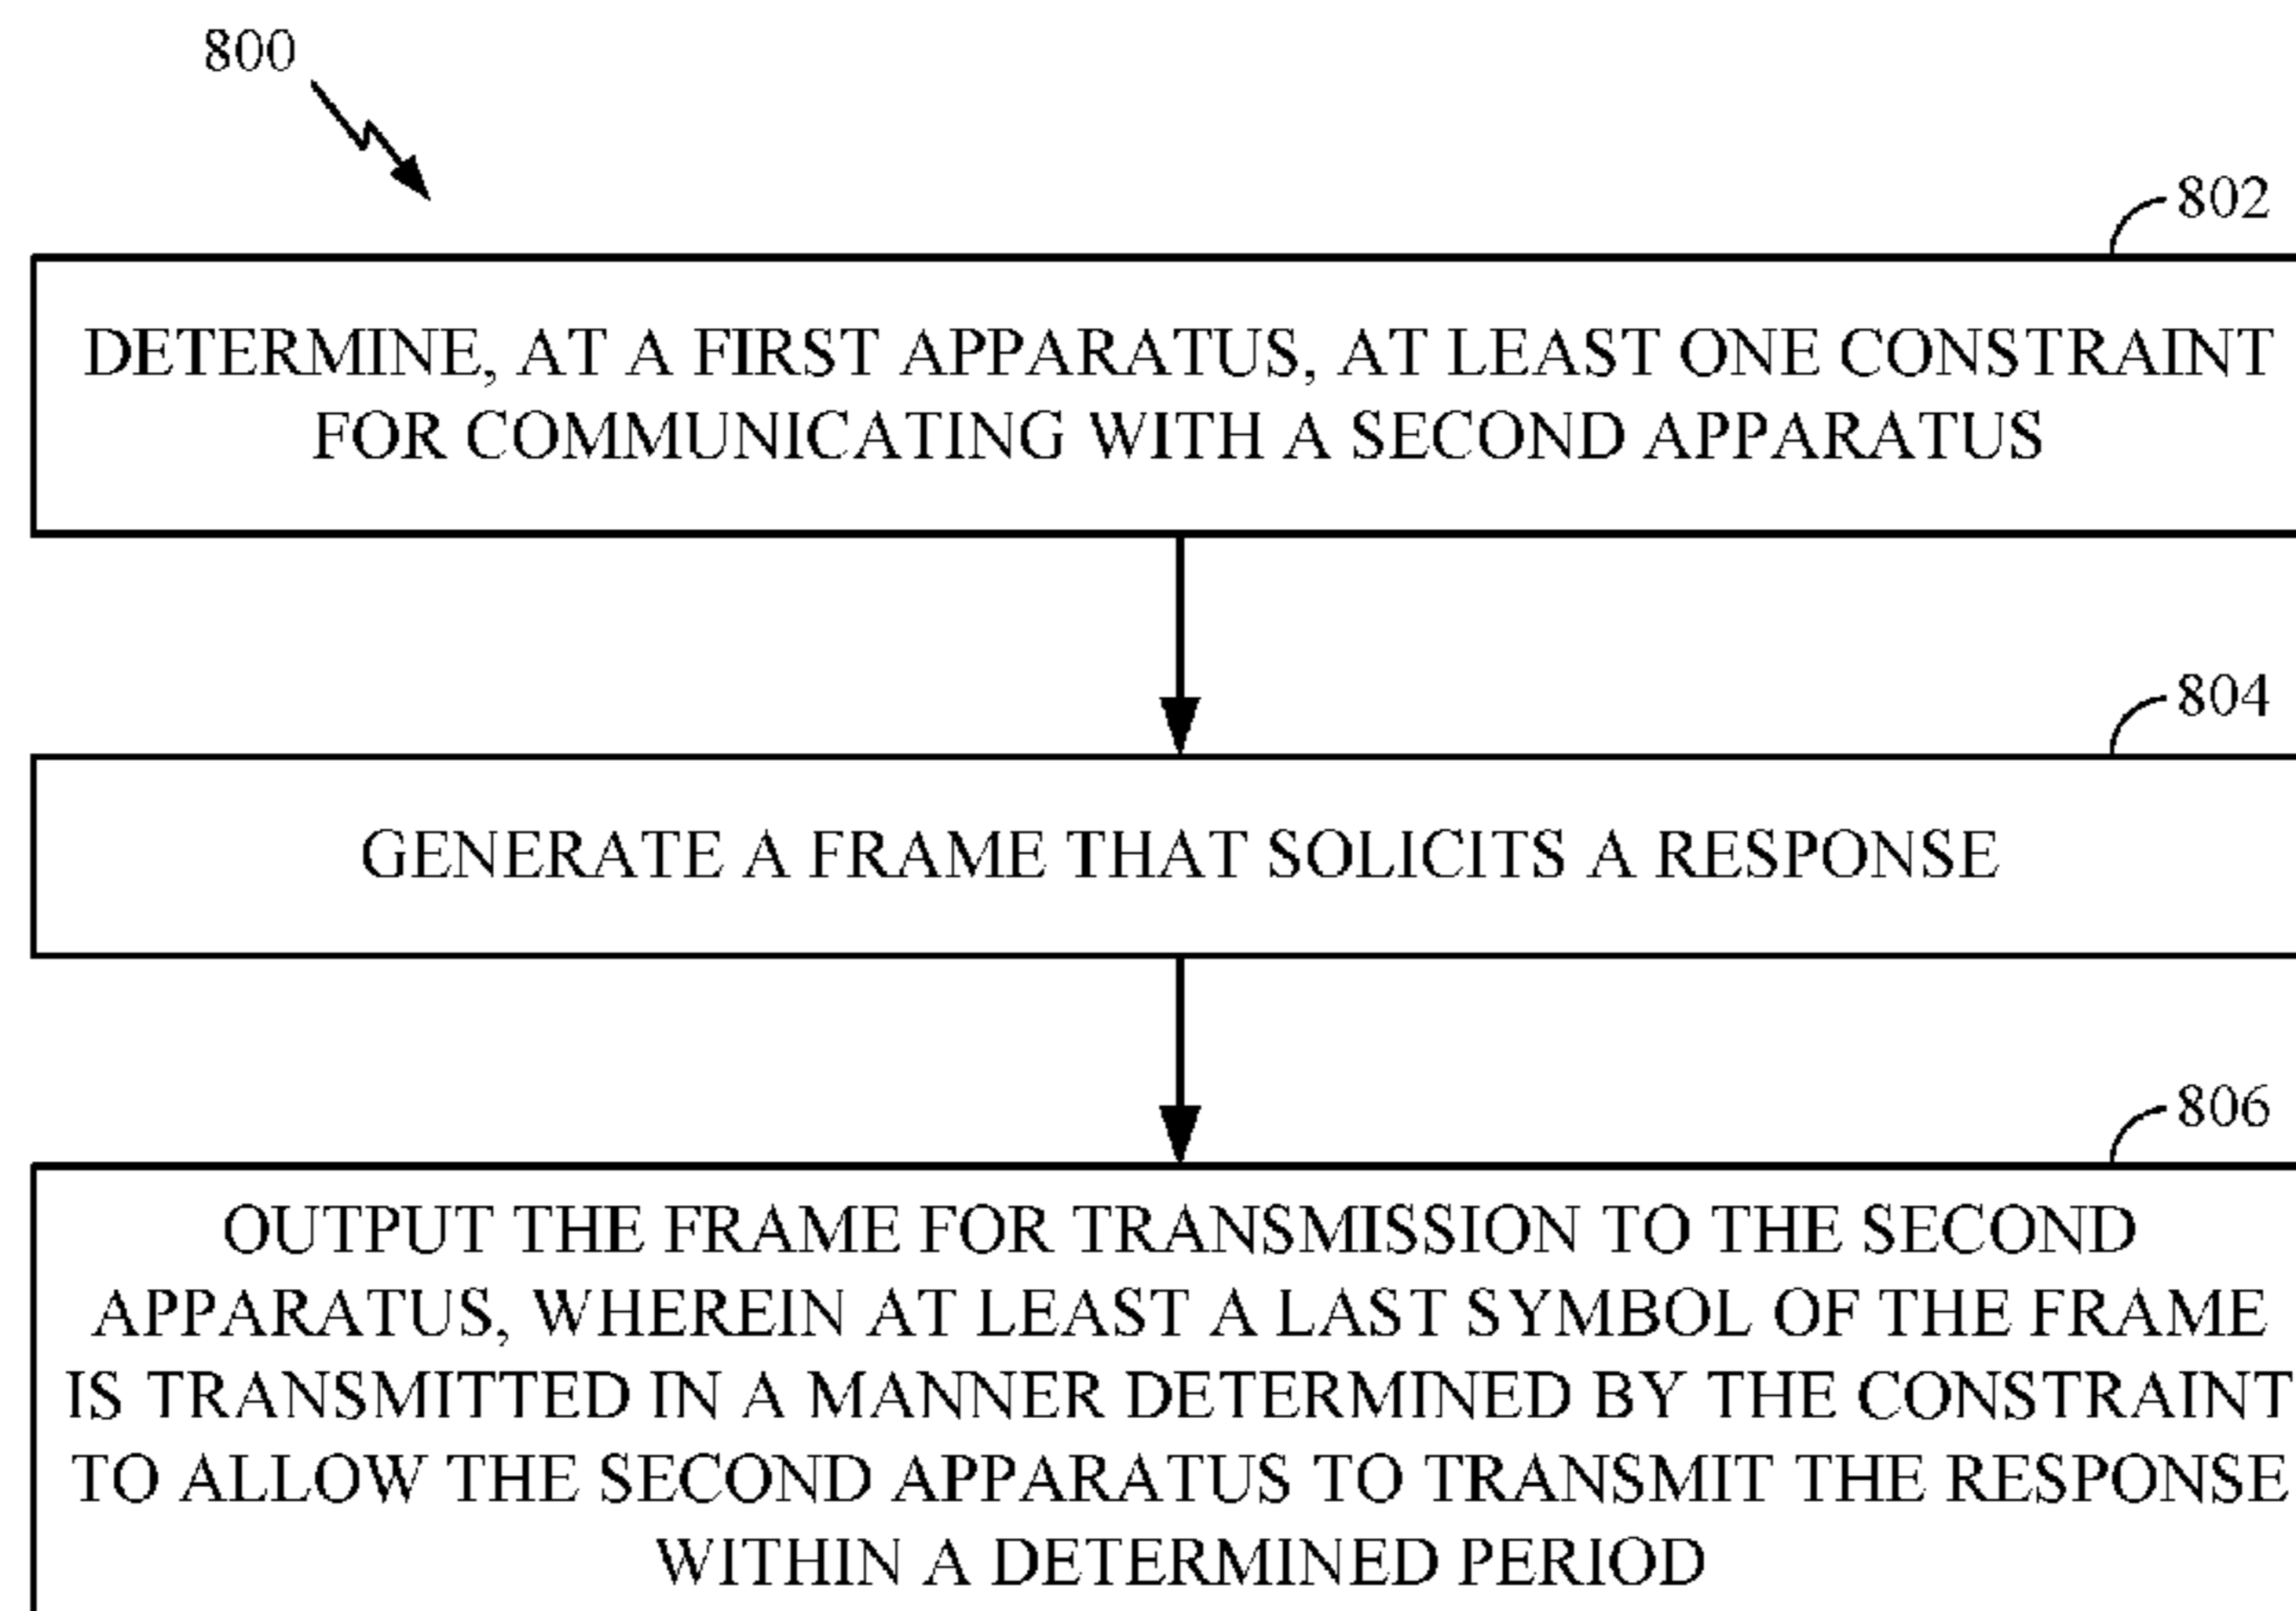 800
802
DETERMINE, AT A FIRST APPARATUS, AT LEAST ONE CONSTRAINT
FOR COMMUNICATING WITH A SECOND APPARATUS
804
GENERATE A FRAME THAT SOLICITS A RESPONSE
806
OUTPUT THE FRAME FOR TRANSMISSION TO THE SECOND
APPARATUS, WHEREIN AT LEAST A LAST SYMBOL OF THE FRAME
IS TRANSMITTED IN A MANNER DETERMINED BY THE CONSTRAINT
TO ALLOW THE SECOND APPARATUS TO TRANSMIT THE RESPONSE
WITHIN A DETERMINED PERIOD